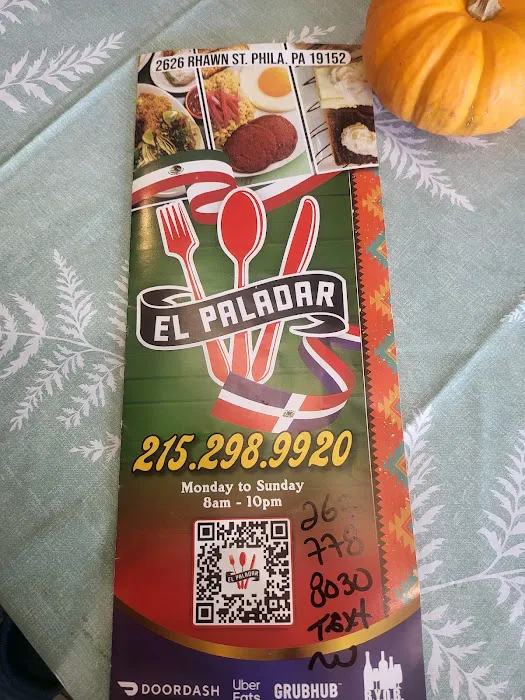 2626 RHAWN ST. PHILA. PA 19152
EL PALADAR
215.298.9920
Monday to Sunday
8am - 10pm
EL PALADAR
267
778
8030
Text
DOORDASH
Uber
Eats
GRUBHUB
BYOB